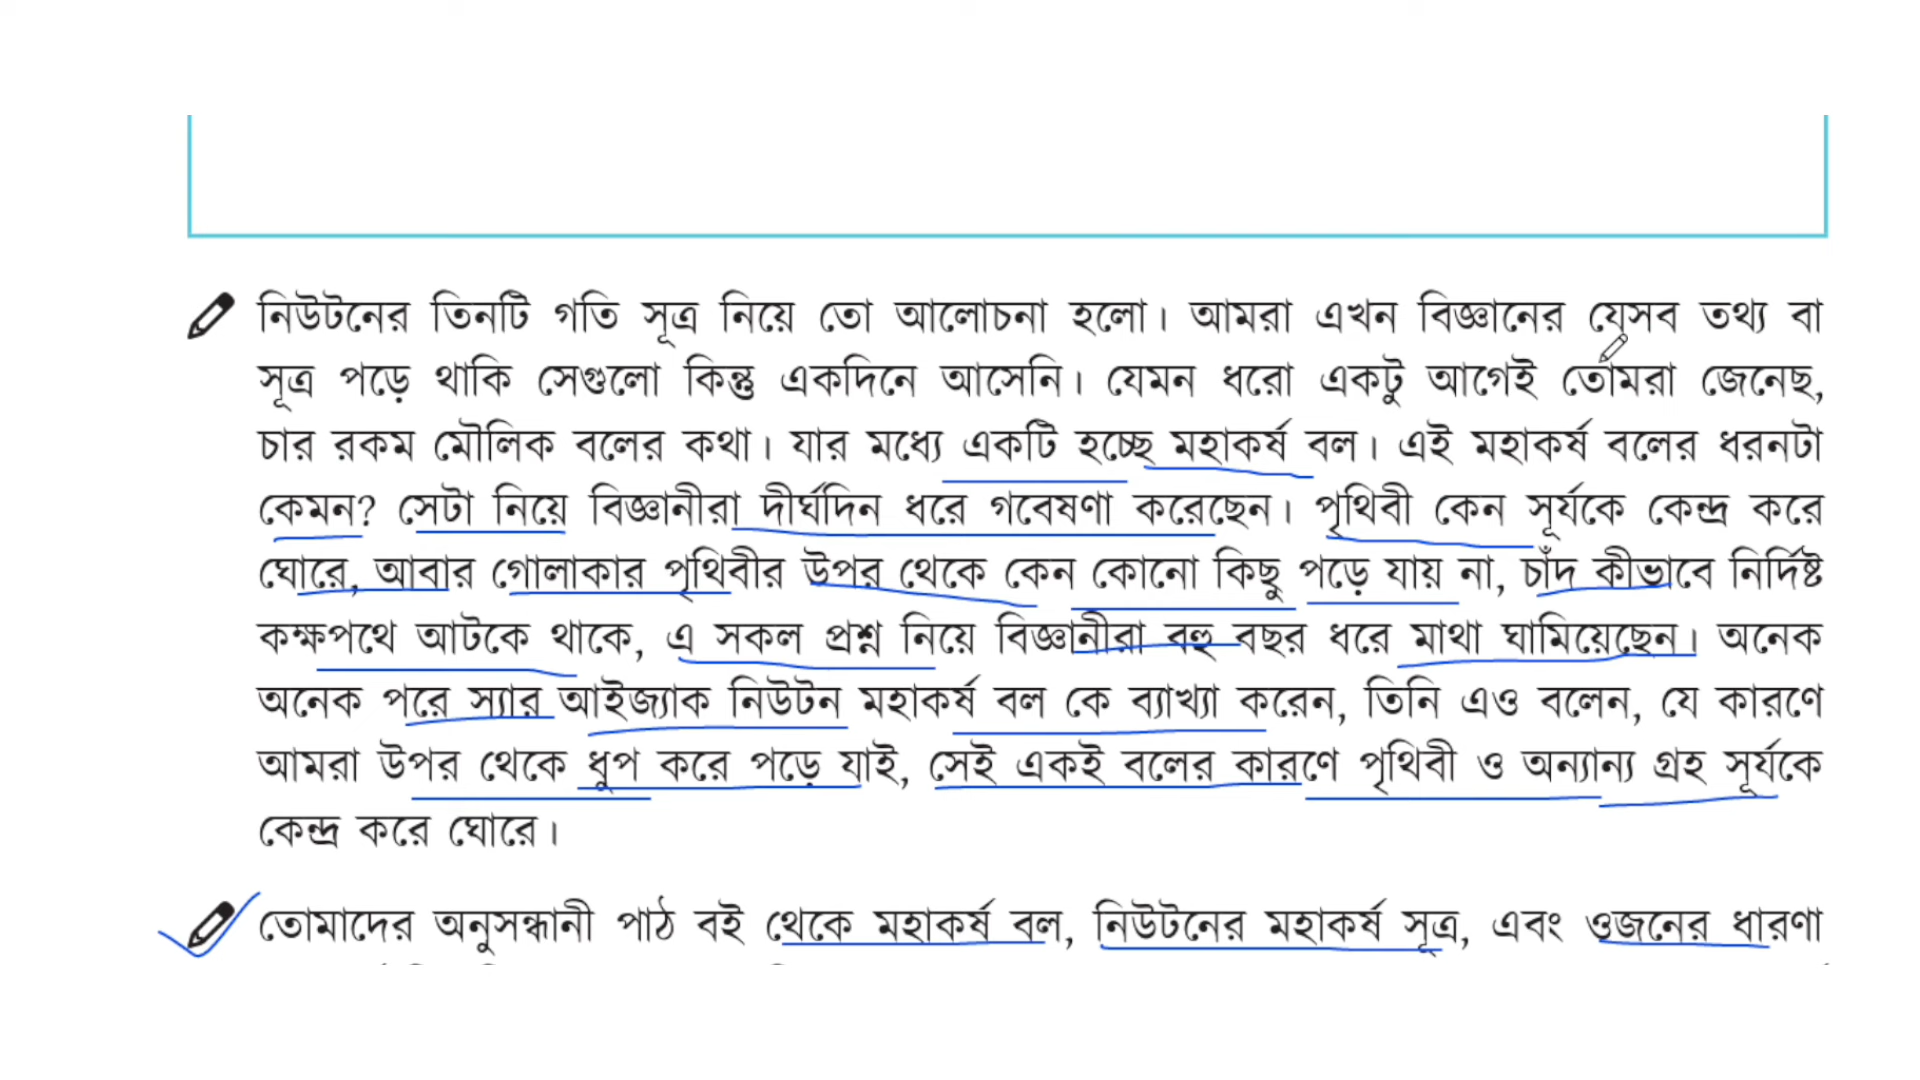 নিউটনের তিনটি গতি সূত্র নিয়ে তো আলোচনা হলো। আমরা এখন বিজ্ঞানের যেসব তথ্য বা
সূত্র পড়ে থাকি সেগুলো কিন্তু একদিনে আসেনি। যেমন ধরো একটু আগেই তোমরা জেনেছ,
চার রকম মৌলিক বলের কথা। যার মধ্যে একটি হচ্ছে মহাকর্ষ বল। এই মহাকর্ষ বলের ধরনটা
কেমন? সেটা নিয়ে বিজ্ঞানীরা দীর্ঘদিন ধরে গবেষণা করেছেন। পৃথিবী কেন সূর্যকে কেন্দ্র করে
ঘোরে, আবার গোলাকার পৃথিবীর উপর থেকে কেন কোনো কিছু পড়ে যায় না, চাঁদ কীভাবে নির্দিষ্ট
কক্ষপথে আটকে থাকে, এ সকল প্রশ্ন নিয়ে বিজ্ঞানীরা বহু বছর ধরে মাথা ঘামিয়েছেন। অনেক
অনেক পরে স্যার আইজ্যাক নিউটন মহাকর্ষ বল কে ব্যাখ্যা করেন, তিনি এও বলেন, যে কারণে
আমরা উপর থেকে ধুপ করে পড়ে যাই, সেই একই বলের কারণে পৃথিবী ও অন্যান্য গ্রহ সূর্যকে
কেন্দ্র করে ঘোরে।
তোমাদের অনুসন্ধানী পাঠ বই থেকে মহাকর্ষ বল, নিউটনের মহাকর্ষ সূত্র, এবং ওজনের ধারণা